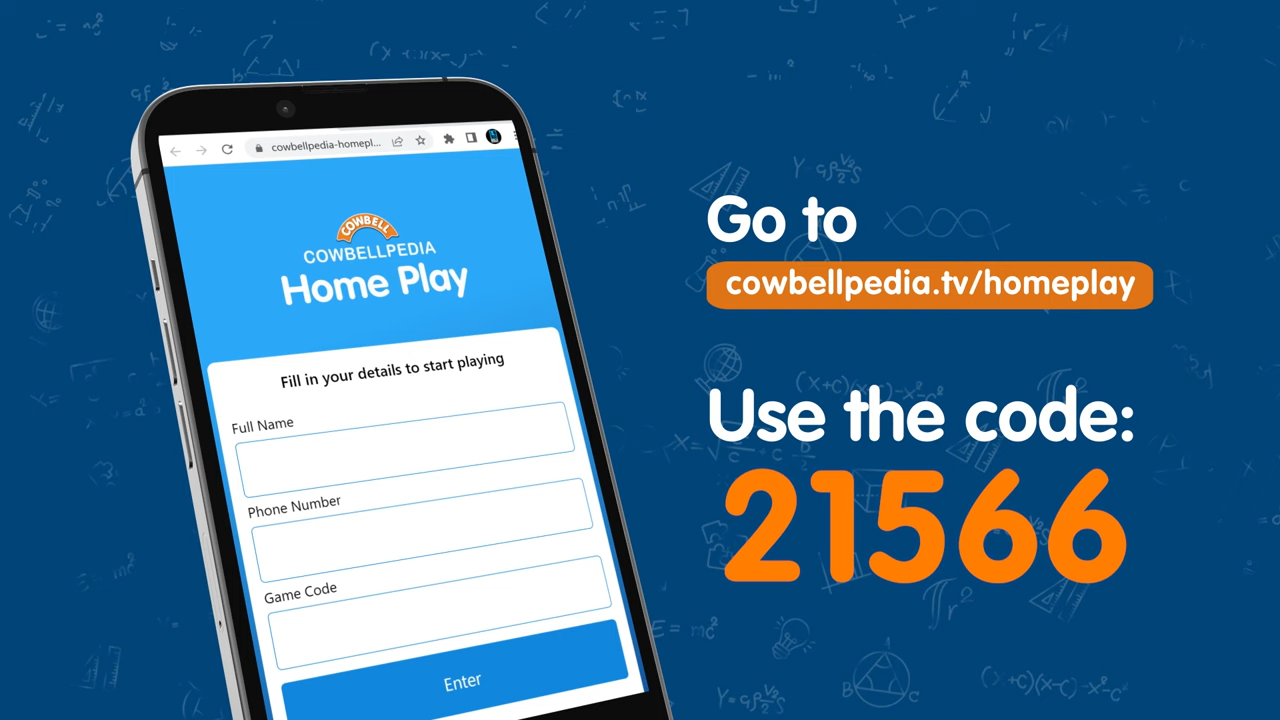 cowbellpedia-homepl...
COWBELL
COWBELLPEDIA
Home Play
Fill in your details to start playing
Full Name
Phone Number
Game Code
Enter
Go to
cowbellpedia.tv/homeplay
Use the code:
21566